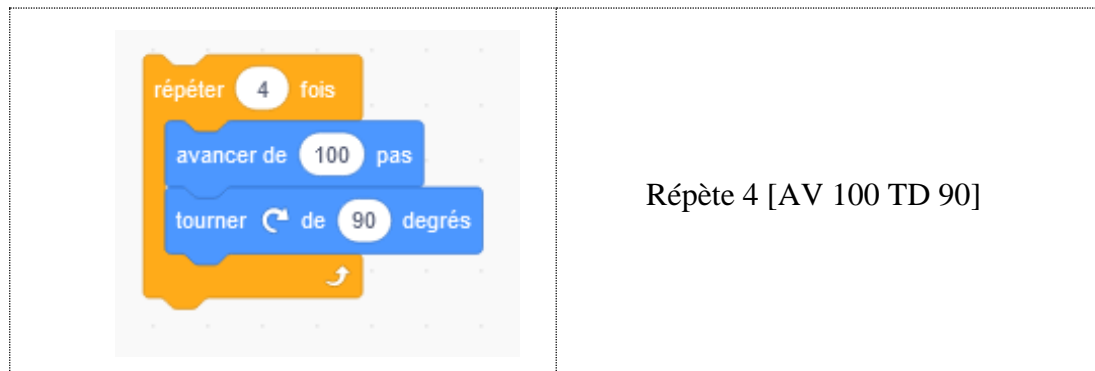 répéter 4 fois
avancer de 100 pas
tourner de 90 degrés
Répète 4 [AV 100 TD 90]